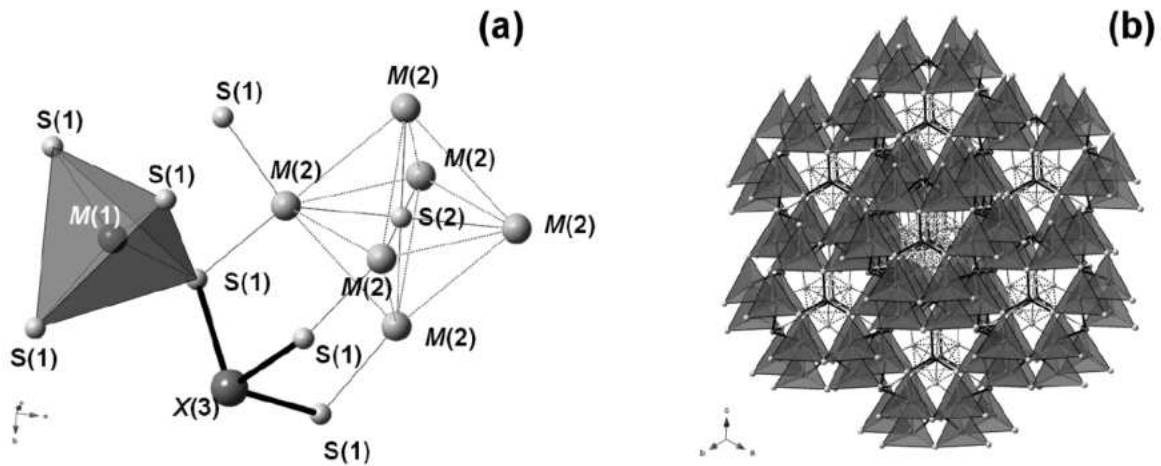 (a)
(b)
S(1)
M(2)
S(1)
M(2)
S(1)
M(2)
M(1)
S(2)
M(2)
S(1)
M(2)
S(1)
S(1)
M(2)
X(3)
S(1)
a
b
c
b
a